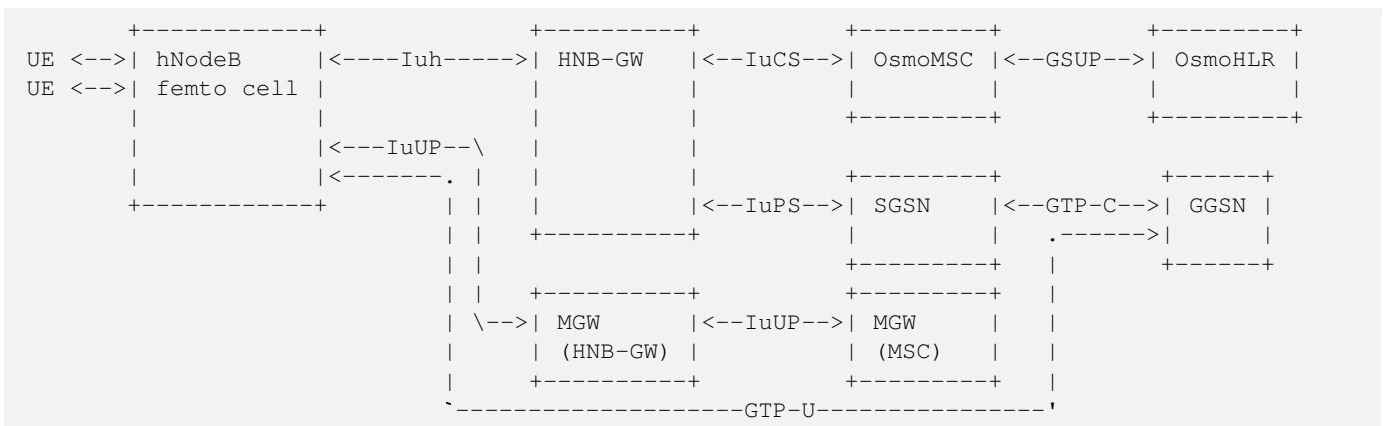 +------------+                 +----------+         +---------+            +---------+
UE <-->| hNodeB     |<----Iuh----->| HNB-GW   |<--IuCS-->| OsmoMSC |<--GSUP-->| OsmoHLR |
UE <-->| femto cell |              |          |          |         |          |         |
       |            |              |          |          +---------+          +---------+
       |            |<---IuUP--\   |          |
       |            |<-------. |   |          |          +---------+           +------+
       +------------+        | |   |          |<--IuPS-->| SGSN    |<--GTP-C-->| GGSN |
                             | |   +----------+          |         |   .------>|      |
                             | |                         +---------+   |       +------+
                             | |   +----------+          +---------+   |
                             | \-->| MGW      |<--IuUP-->| MGW     |   |
                             |     | (HNB-GW) |          | (MSC)   |   |
                             |     +----------+          +---------+   |
                             `--------------------GTP-U----------------'